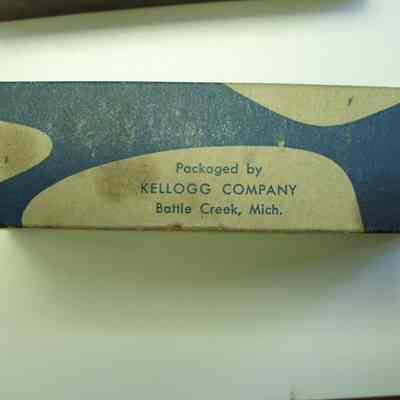 Packaged by
KELLOGG COMPANY
Battle Creek, Mich.